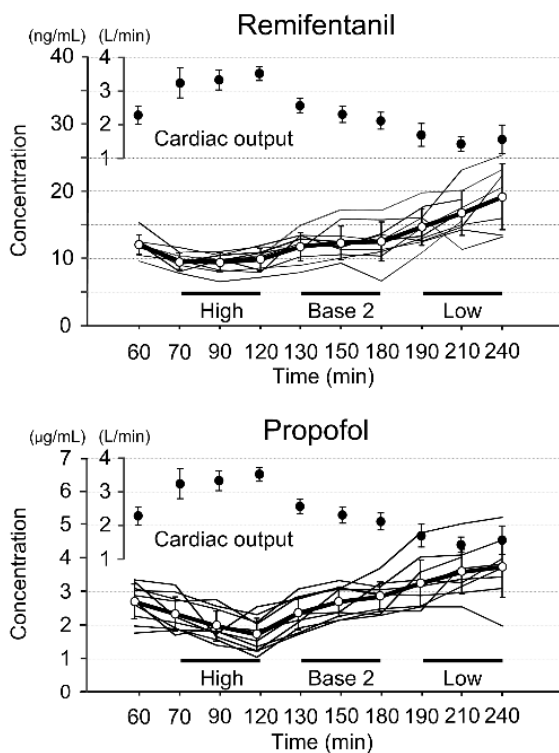 Remifentanil
(ng/mL) (L/min)
40
30
20
10
0
4
3
2
1
Concentration
Cardiac output
High Base 2 Low
60 70 90 120 130 150 180 190 210 240
Time (min)
Propofol
(µg/mL) (L/min)
7
6
5
4
3
2
1
0
4
3
2
1
Concentration
Cardiac output
High Base 2 Low
60 70 90 120 130 150 180 190 210 240
Time (min)